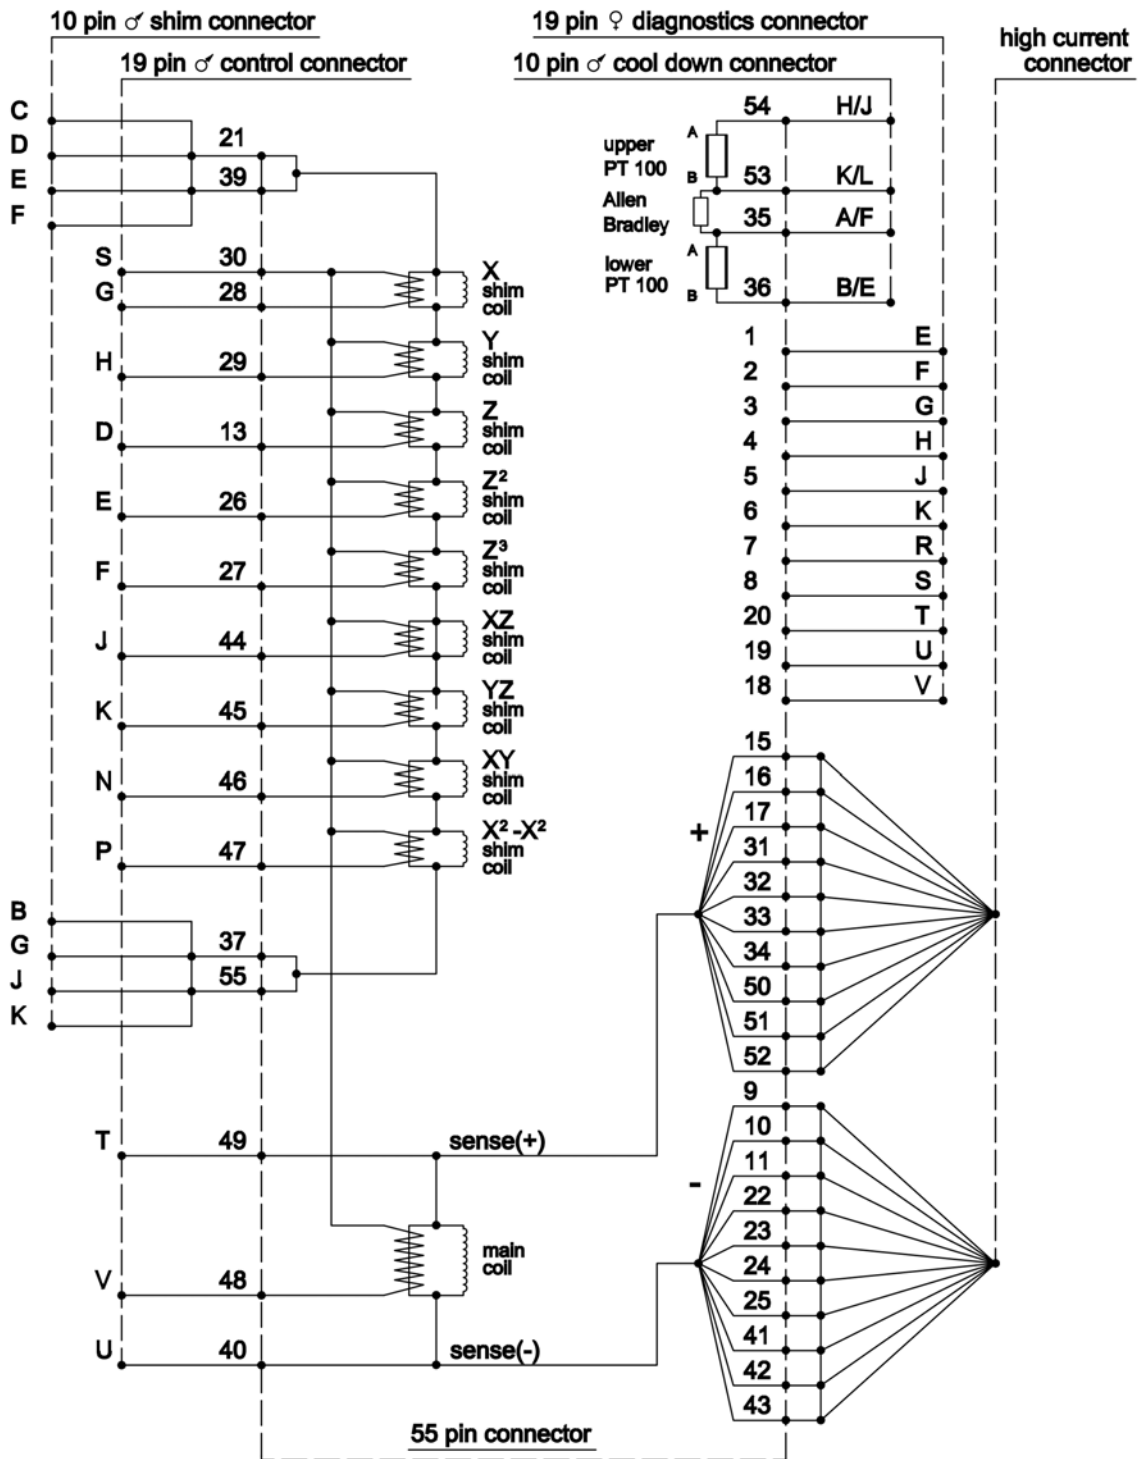 10 pin ♂ shim connector
19 pin ♀ diagnostics connector
high current
connector
19 pin ♂ control connector
10 pin ♂ cool down connector
C
D
E
F
21
39
S
30
G
28
X
shim
coil
H
29
Y
shim
coil
D
13
Z
shim
coil
E
26
Z²
shim
coil
F
27
Z³
shim
coil
J
44
XZ
shim
coil
K
45
YZ
shim
coil
N
46
XY
shim
coil
P
47
X² -X²
shim
coil
B
G
J
K
37
55
T
49
sense(+)
V
48
main
coil
U
40
sense(-)
54
H/J
upper
PT 100
A
B
53
K/L
Allen
Bradley
35
A/F
lower
PT 100
A
B
36
B/E
1
E
2
F
3
G
4
H
5
J
6
K
7
R
8
S
20
T
19
U
18
V
+
15
16
17
31
32
33
34
50
51
52
-
9
10
11
22
23
24
25
41
42
43
55 pin connector